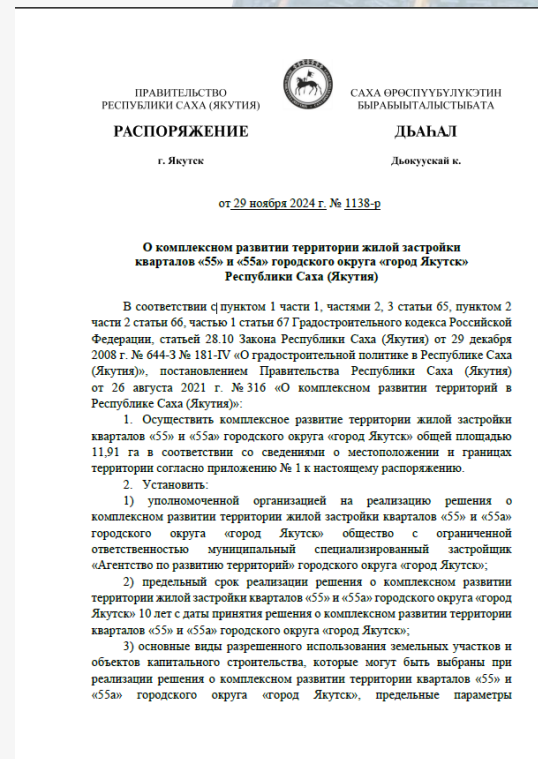 ПРАВИТЕЛЬСТВО
РЕСПУБЛИКИ САХА (ЯКУТИЯ)
САХА ӨРӨСПҮҮБҮЛҮКЭТИН
БЫРАБЫЫТАЛЫСТЫБАТА
РАСПОРЯЖЕНИЕ
ДЬАҺАЛ
г. Якутск
Дьокуускай к.
от 29 ноября 2024 г. № 1138-р
О комплексном развитии территории жилой застройки
кварталов «55» и «55а» городского округа «город Якутск»
Республики Саха (Якутия)
В соответствии с пунктом 1 части 1, частями 2, 3 статьи 65, пунктом 2
части 2 статьи 66, частью 1 статьи 67 Градостроительного кодекса Российской
Федерации, статьей 28.10 Закона Республики Саха (Якутия) от 29 декабря
2008 г. № 644-З № 181-IV «О градостроительной политике в Республике Саха
(Якутия)», постановлением Правительства Республики Саха (Якутия)
от 26 августа 2021 г. № 316 «О комплексном развитии территорий в
Республике Саха (Якутия)»:
1. Осуществить комплексное развитие территории жилой застройки
кварталов «55» и «55а» городского округа «город Якутск» общей площадью
11,91 га в соответствии со сведениями о местоположении и границах
территории согласно приложению № 1 к настоящему распоряжению.
2. Установить:
1) уполномоченной организацией на реализацию решения о
комплексном развитии территории жилой застройки кварталов «55» и «55а»
городского округа «город Якутск» общество с ограниченной
ответственностью муниципальный специализированный застройщик
«Агентство по развитию территорий» городского округа «город Якутск»;
2) предельный срок реализации решения о комплексном развитии
территории жилой застройки кварталов «55» и «55а» городского округа «город
Якутск» 10 лет с даты принятия решения о комплексном развитии территории
кварталов «55» и «55а» городского округа «город Якутск»;
3) основные виды разрешенного использования земельных участков и
объектов капитального строительства, которые могут быть выбраны при
реализации решения о комплексном развитии территории кварталов «55» и
«55а» городского округа «город Якутск», предельные параметры